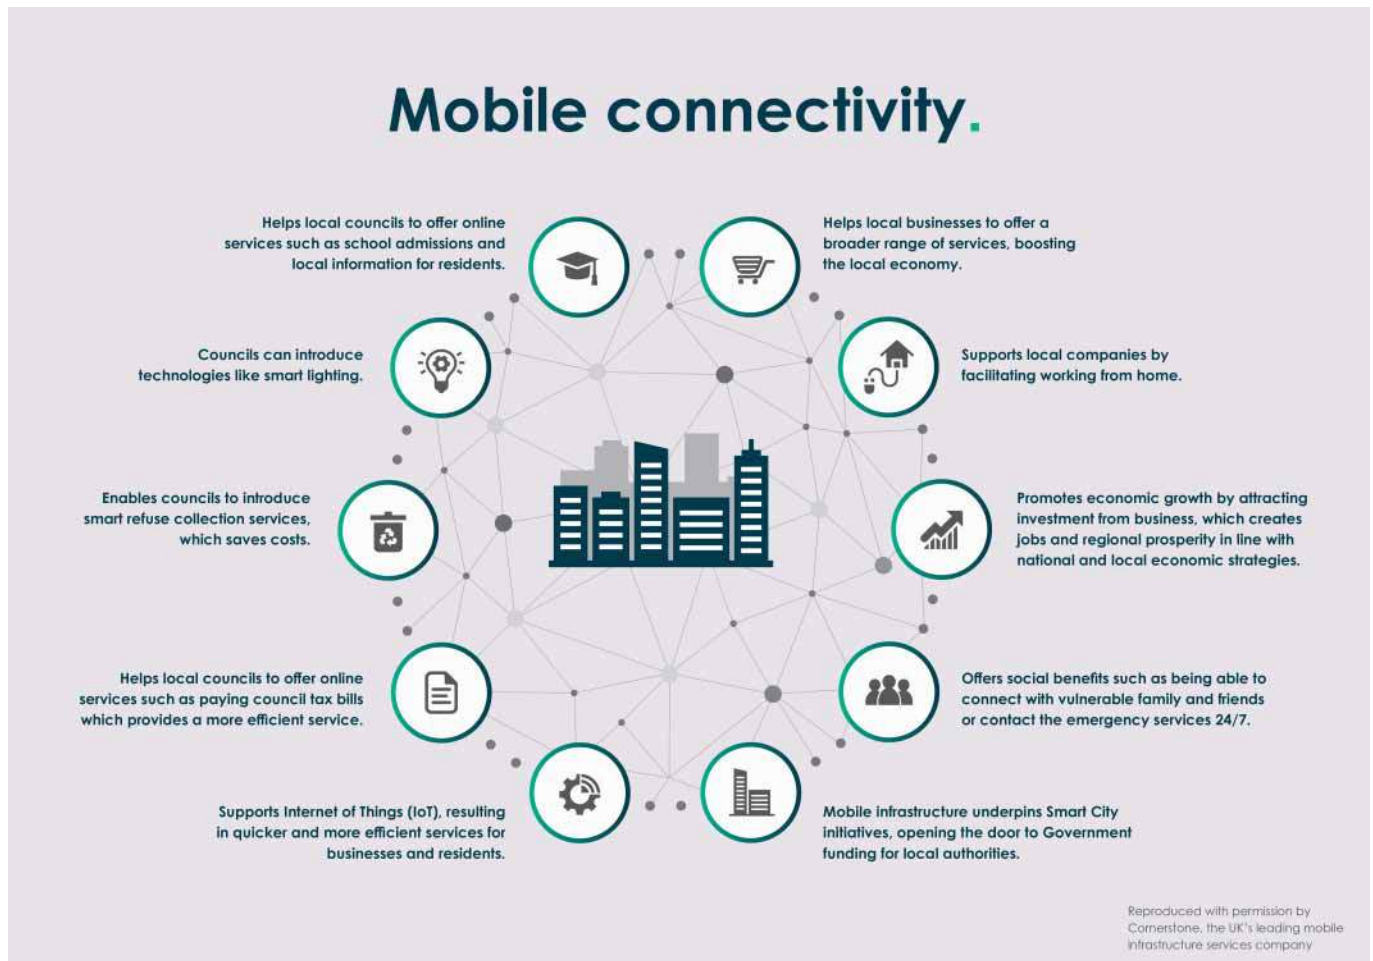 Mobile connectivity.
Helps local councils to offer online
services such as school admissions and
local information for residents.
Helps local businesses to offer a
broader range of services, boosting
the local economy.
Councils can introduce
technologies like smart lighting.
Supports local companies by
facilitating working from home.
Enables councils to introduce
smart refuse collection services,
which saves costs.
Promotes economic growth by attracting
investment from business, which creates
jobs and regional prosperity in line with
national and local economic strategies.
Helps local councils to offer online
services such as paying council tax bills
which provides a more efficient service.
Offers social benefits such as being able to
connect with vulnerable family and friends
or contact the emergency services 24/7.
Supports Internet of Things (IoT), resulting
in quicker and more efficient services for
businesses and residents.
Mobile infrastructure underpins Smart City
initiatives, opening the door to Government
funding for local authorities.
Reproduced with permission by
Cornerstone, the UK's leading mobile
infrastructure services company